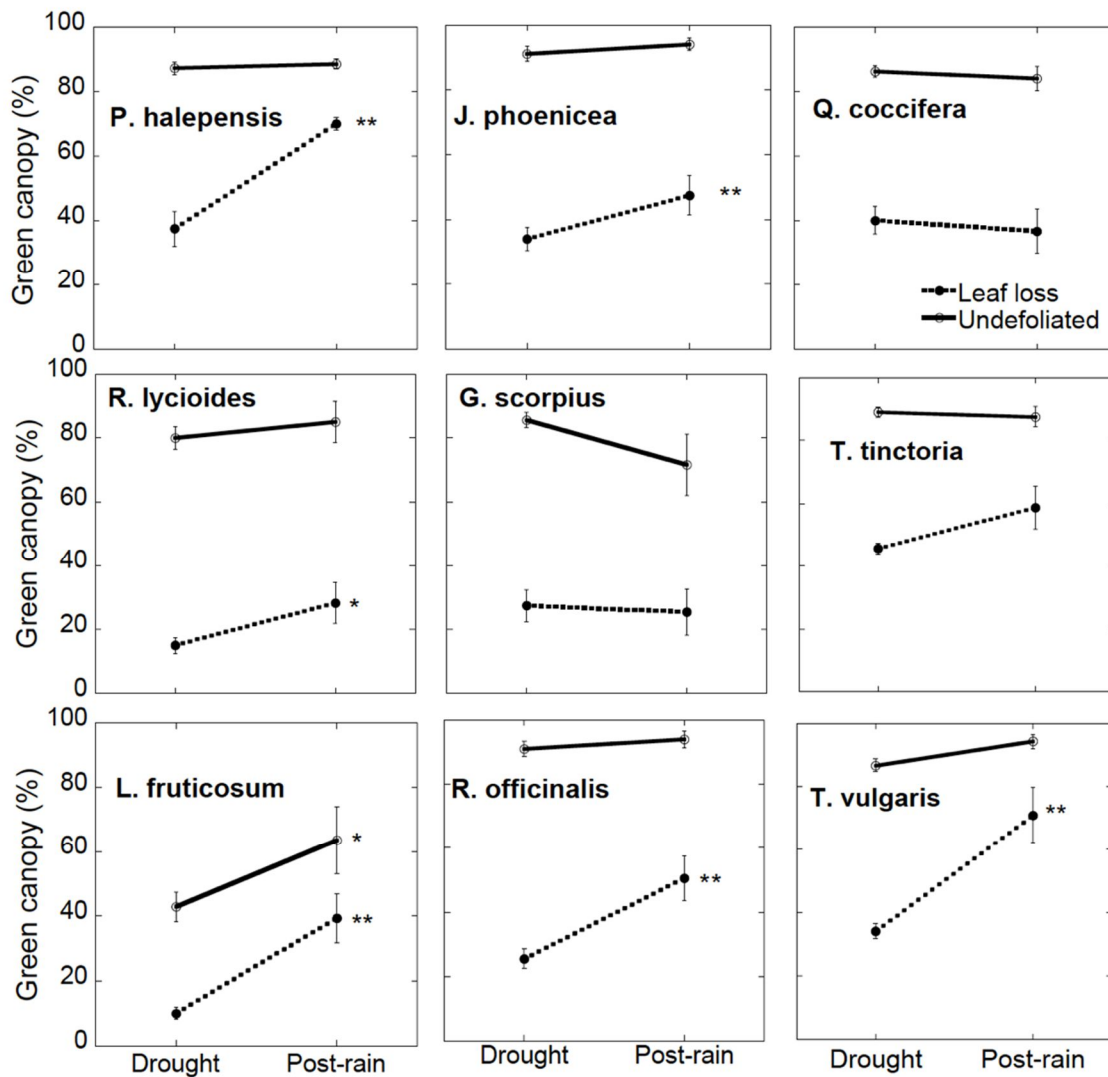 Green canopy (%)
100
80
60
40
20
0
P. halepensis
**
J. phoenicea
**
Q. coccifera
Leaf loss
Undefoliated
Green canopy (%)
100
80
60
40
20
0
R. lycioides
*
G. scorpius
T. tinctoria
Green canopy (%)
100
80
60
40
20
0
L. fruticosum
*
**
R. officinalis
**
T. vulgaris
**
Drought Post-rain
Drought Post-rain
Drought Post-rain